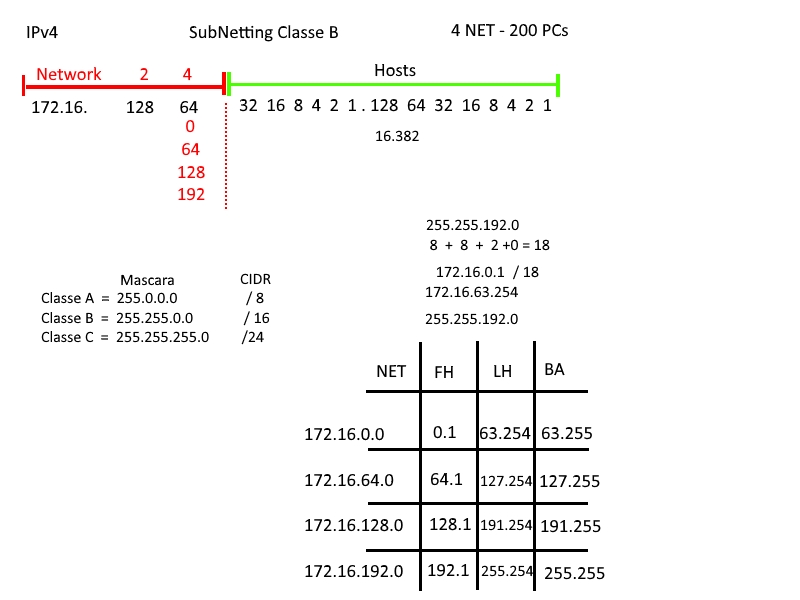 IPv4 SubNetting Classe B 4 NET - 200 PCs
Network 2 4 Hosts
172.16. 128 64 32 16 8 4 2 1 . 128 64 32 16 8 4 2 1
0
64
128
192
16.382
255.255.192.0
8 + 8 + 2 +0 = 18
172.16.0.1 / 18
172.16.63.254
255.255.192.0
Mascara CIDR
Classe A = 255.0.0.0 / 8
Classe B = 255.255.0.0 / 16
Classe C = 255.255.255.0 /24
NET FH LH BA
172.16.0.0 0.1 63.254 63.255
172.16.64.0 64.1 127.254 127.255
172.16.128.0 128.1 191.254 191.255
172.16.192.0 192.1 255.254 255.255